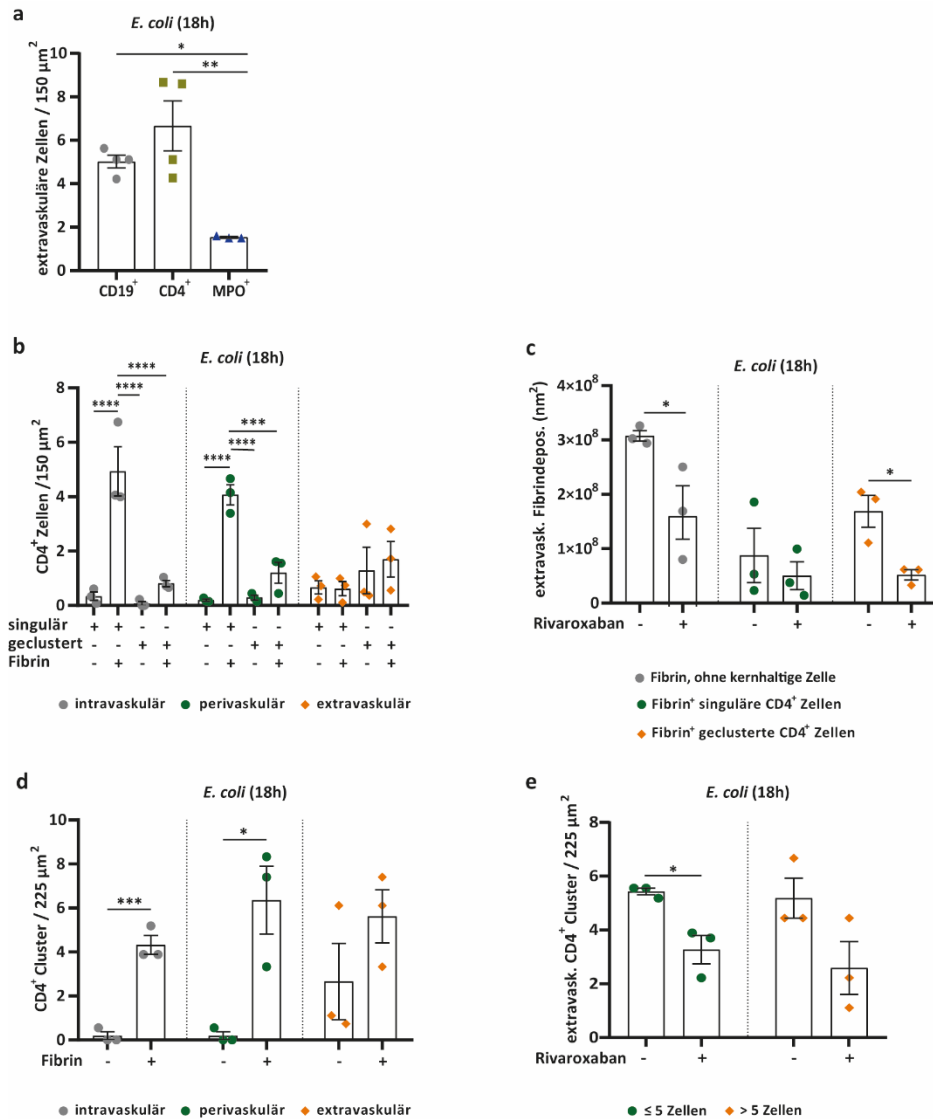 a
E. coli (18h)
*
**
extravaskuläre Zellen / 150 µm²
10
8
6
4
2
0
CD19⁺ CD4⁺ MPO⁺
b
E. coli (18h)
CD4⁺ Zellen /150 µm²
8
6
4
2
0
**** **** ****
**** **** ***
singulär + + - - + + - - + + - -
geclustert - - + + - - + + - - + +
Fibrin - + - + - + - + - + - +
intravaskulär perivaskulär extravaskulär
c
E. coli (18h)
extravask. Fibrindepos. (nm²)
4×10⁸
3×10⁸
2×10⁸
1×10⁸
0
* *
Rivaroxaban - + - + - +
Fibrin, ohne kernhaltige Zelle
Fibrin⁺ singuläre CD4⁺ Zellen
Fibrin⁺ geclusterte CD4⁺ Zellen
d
E. coli (18h)
CD4⁺ Cluster / 225 µm²
10
8
6
4
2
0
*** *
Fibrin - + - + - +
intravaskulär perivaskulär extravaskulär
e
E. coli (18h)
extravask. CD4⁺ Cluster / 225 µm²
8
6
4
2
0
*
Rivaroxaban - + - +
≤ 5 Zellen > 5 Zellen